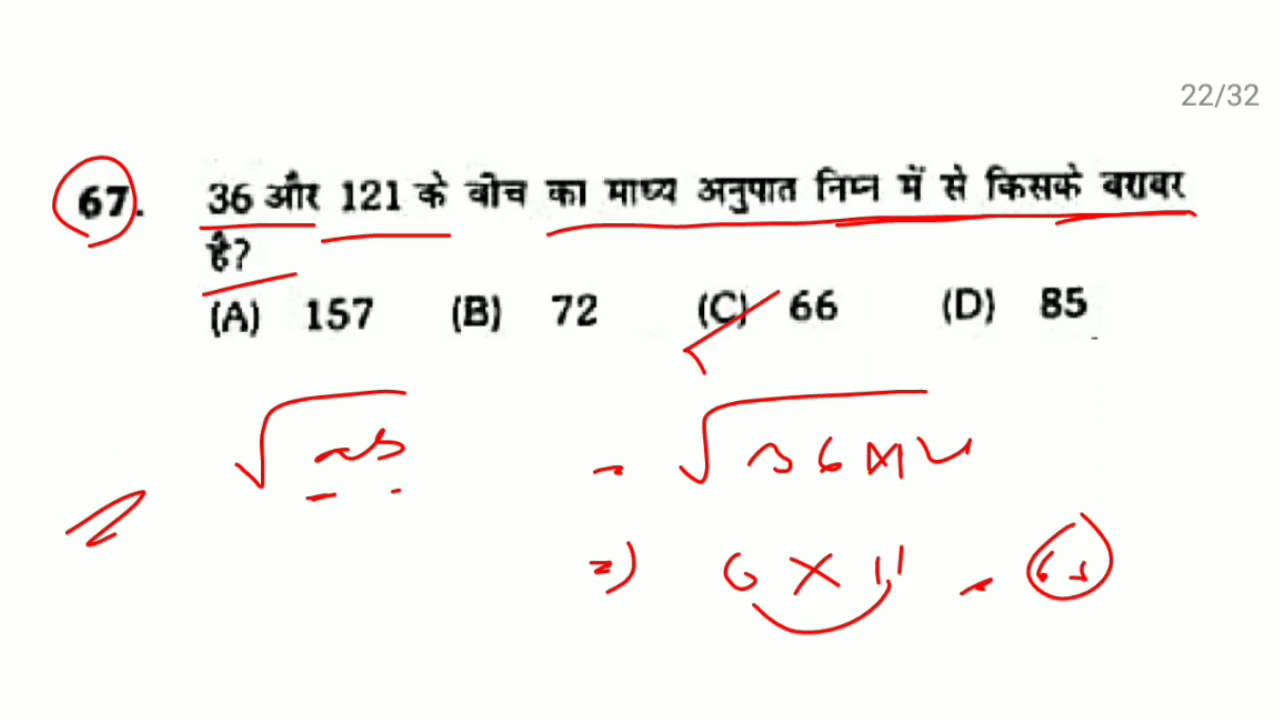 22/32
67. 36 और 121 के बीच का माध्य अनुपात निम्न में से किसके बराबर
है?
(A) 157 (B) 72 (C) 66 (D) 85
√ab = √36×121
=) 6 × 11 = 66